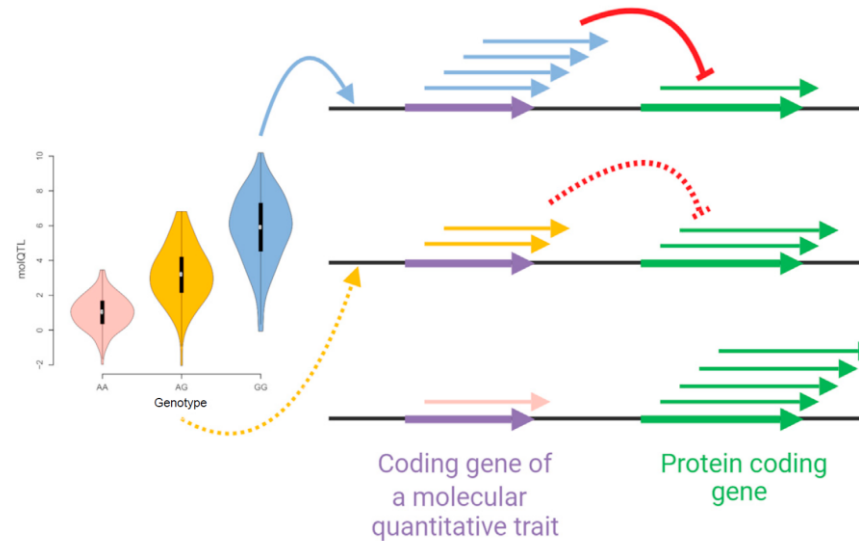 molQTL
10
8
6
4
2
0
−2
AA AG GG
Genotype
Coding gene of
a molecular
quantitative trait
Protein coding
gene